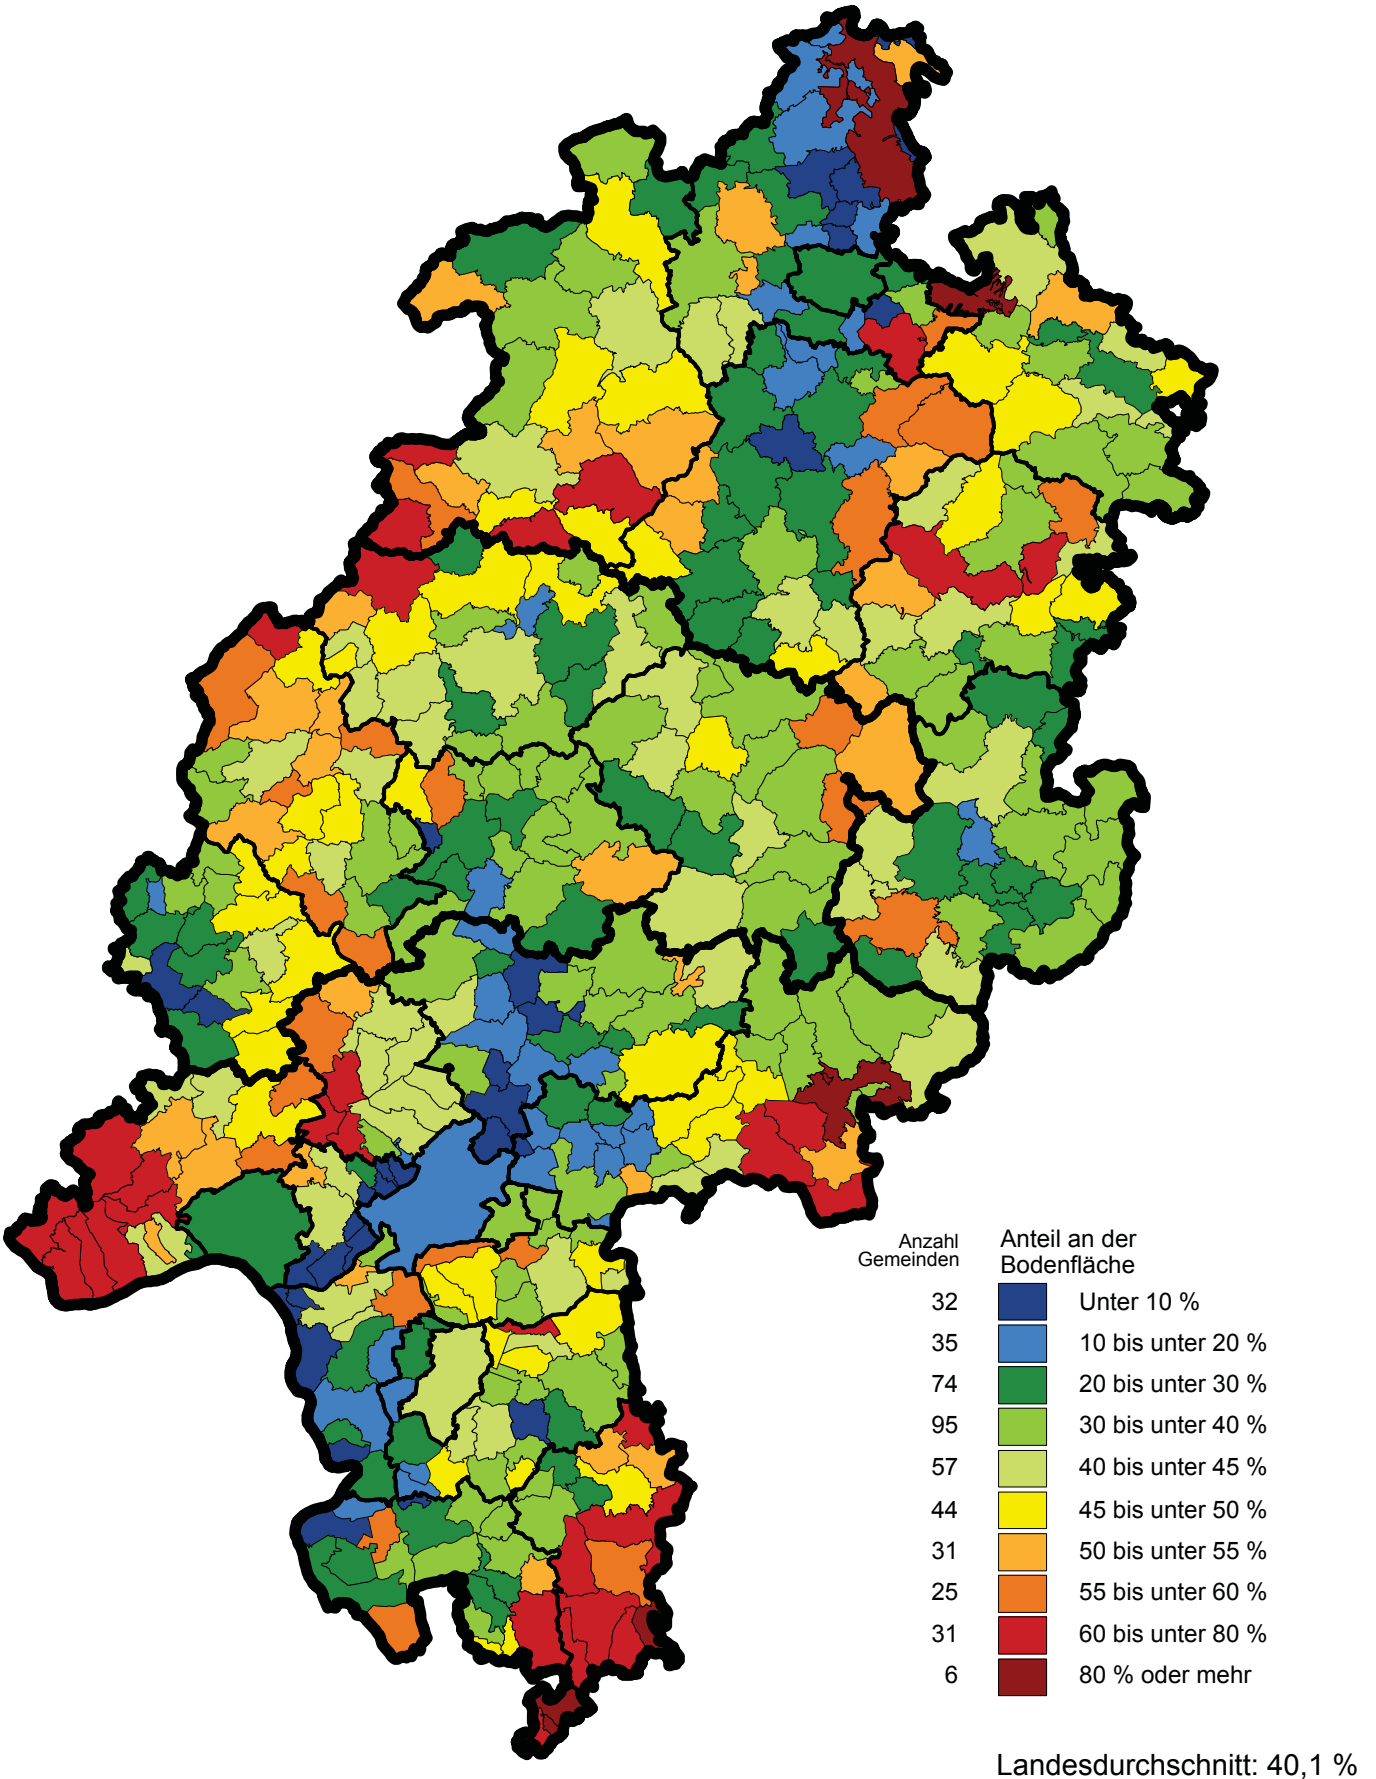 Anzahl Gemeinden
Anteil an der Bodenfläche
32 Unter 10 %
35 10 bis unter 20 %
74 20 bis unter 30 %
95 30 bis unter 40 %
57 40 bis unter 45 %
44 45 bis unter 50 %
31 50 bis unter 55 %
25 55 bis unter 60 %
31 60 bis unter 80 %
6 80 % oder mehr
Landesdurchschnitt: 40,1 %